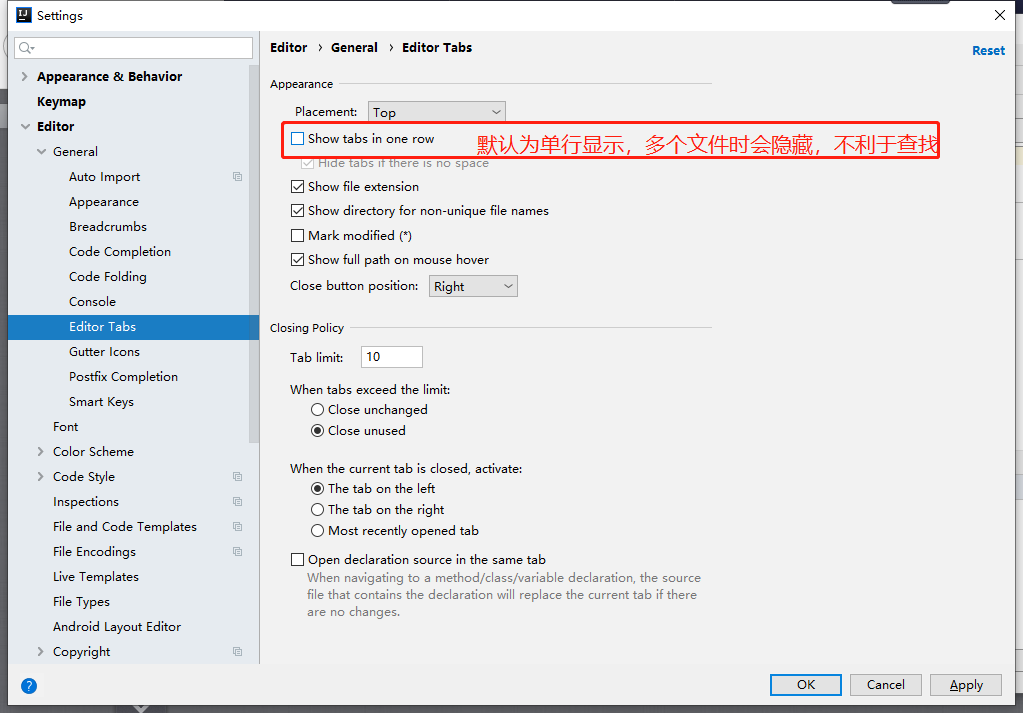 Settings
Editor › General › Editor Tabs
Reset
Appearance & Behavior
Keymap
Editor
General
Auto Import
Appearance
Breadcrumbs
Code Completion
Code Folding
Console
Editor Tabs
Gutter Icons
Postfix Completion
Smart Keys
Font
Color Scheme
Code Style
Inspections
File and Code Templates
File Encodings
Live Templates
File Types
Android Layout Editor
Copyright
Appearance
Placement: Top
Show tabs in one row 默认为单行显示，多个文件时会隐藏，不利于查找
Hide tabs if there is no space
Show file extension
Show directory for non-unique file names
Mark modified (*)
Show full path on mouse hover
Close button position: Right
Closing Policy
Tab limit: 10
When tabs exceed the limit:
Close unchanged
Close unused
When the current tab is closed, activate:
The tab on the left
The tab on the right
Most recently opened tab
Open declaration source in the same tab
When navigating to a method/class/variable declaration, the source
file that contains the declaration will replace the current tab if there
are no changes.
?
OK Cancel Apply